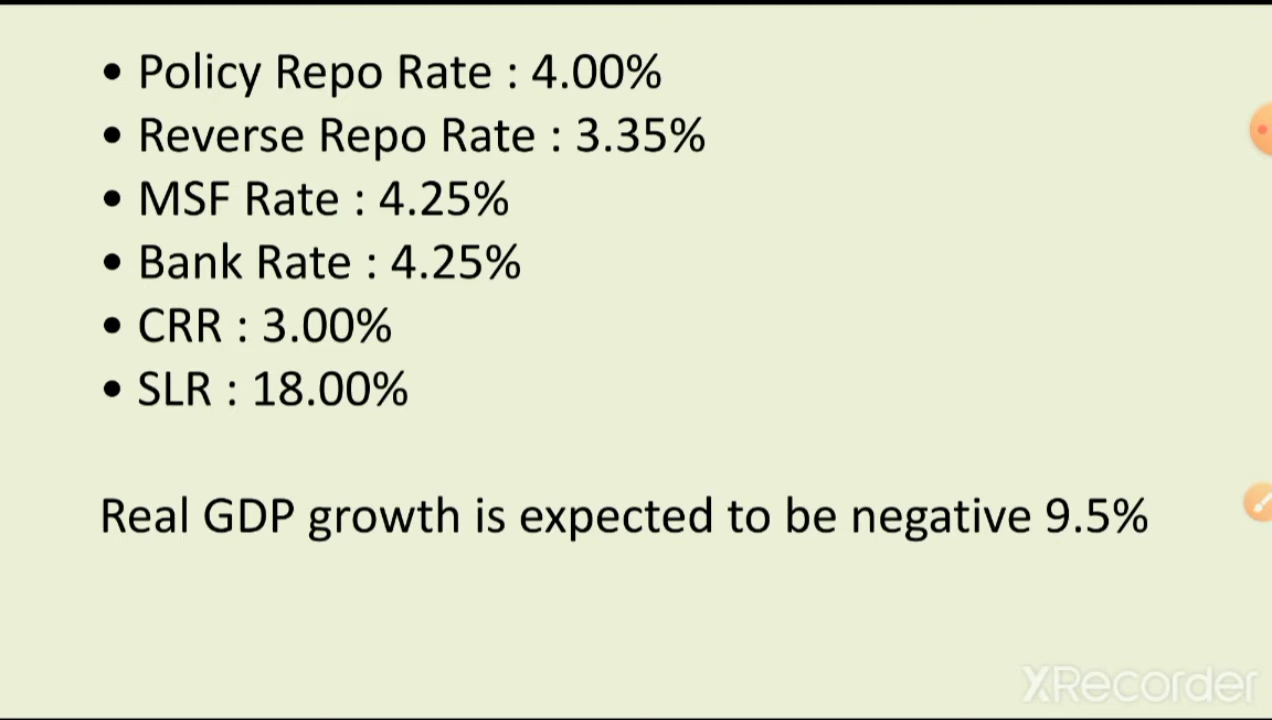 • Policy Repo Rate : 4.00%
• Reverse Repo Rate : 3.35%
• MSF Rate : 4.25%
• Bank Rate : 4.25%
• CRR : 3.00%
• SLR : 18.00%
Real GDP growth is expected to be negative 9.5%
XRecorder